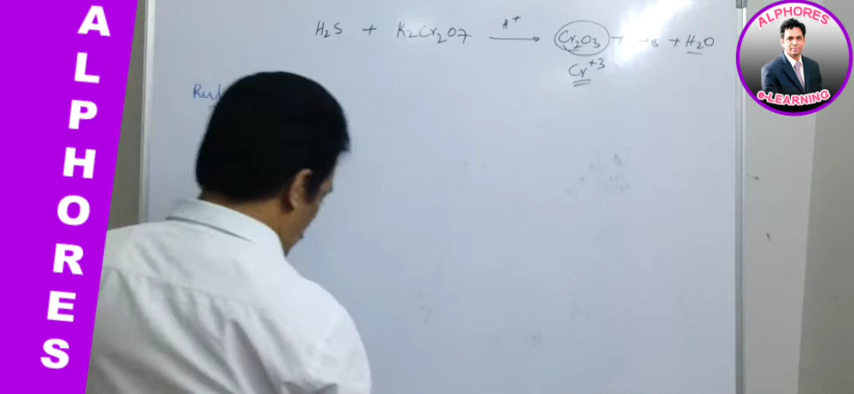 ALPHORES
H2S + K2Cr2O7 H+ → Cr2O3 + + H2O
Cr+3
ALPHORES
e-LEARNING